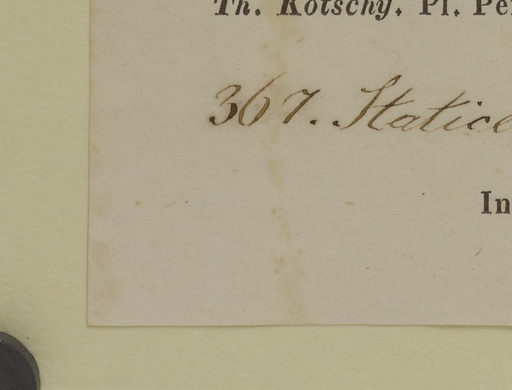 Th. Kotschy. Pl. Pe
367. Statice
In